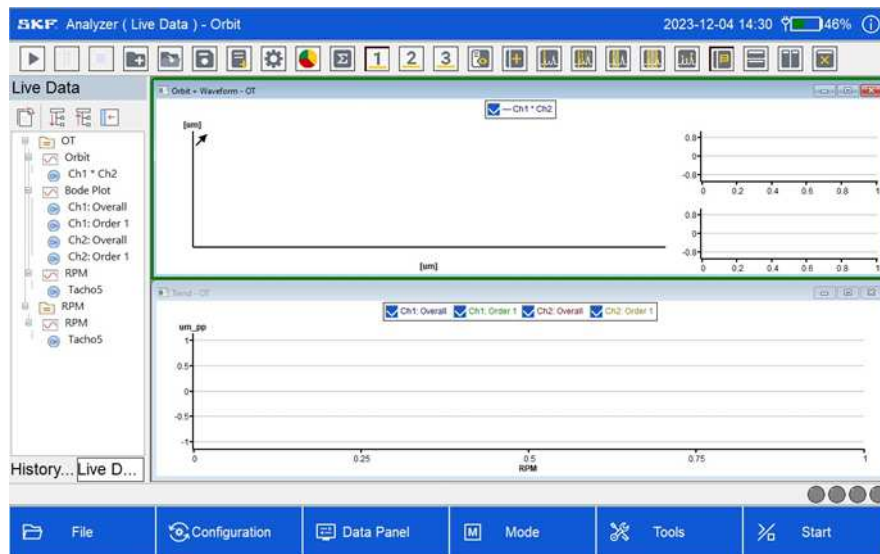 SKF Analyzer ( Live Data ) - Orbit 2023-12-04 14:30 46%
Σ 1 2 3
Live Data
OT
Orbit
Ch1 * Ch2
Bode Plot
Ch1: Overall
Ch1: Order 1
Ch2: Overall
Ch2: Order 1
RPM
Tacho5
RPM
RPM
Tacho5
History... Live D...
Orbit + Waveform - OT
Ch1 * Ch2
[um]
[um]
0.8
0
-0.8
0 0.2 0.4 0.6 0.8 1
0.8
0
-0.8
0 0.2 0.4 0.6 0.8 1
Trend - OT
Ch1: Overall Ch1: Order 1 Ch2: Overall Ch2: Order 1
um_pp
1
0.5
0
-0.5
-1
0 0.25 0.5 0.75 1
RPM
File Configuration Data Panel M Mode Tools Start